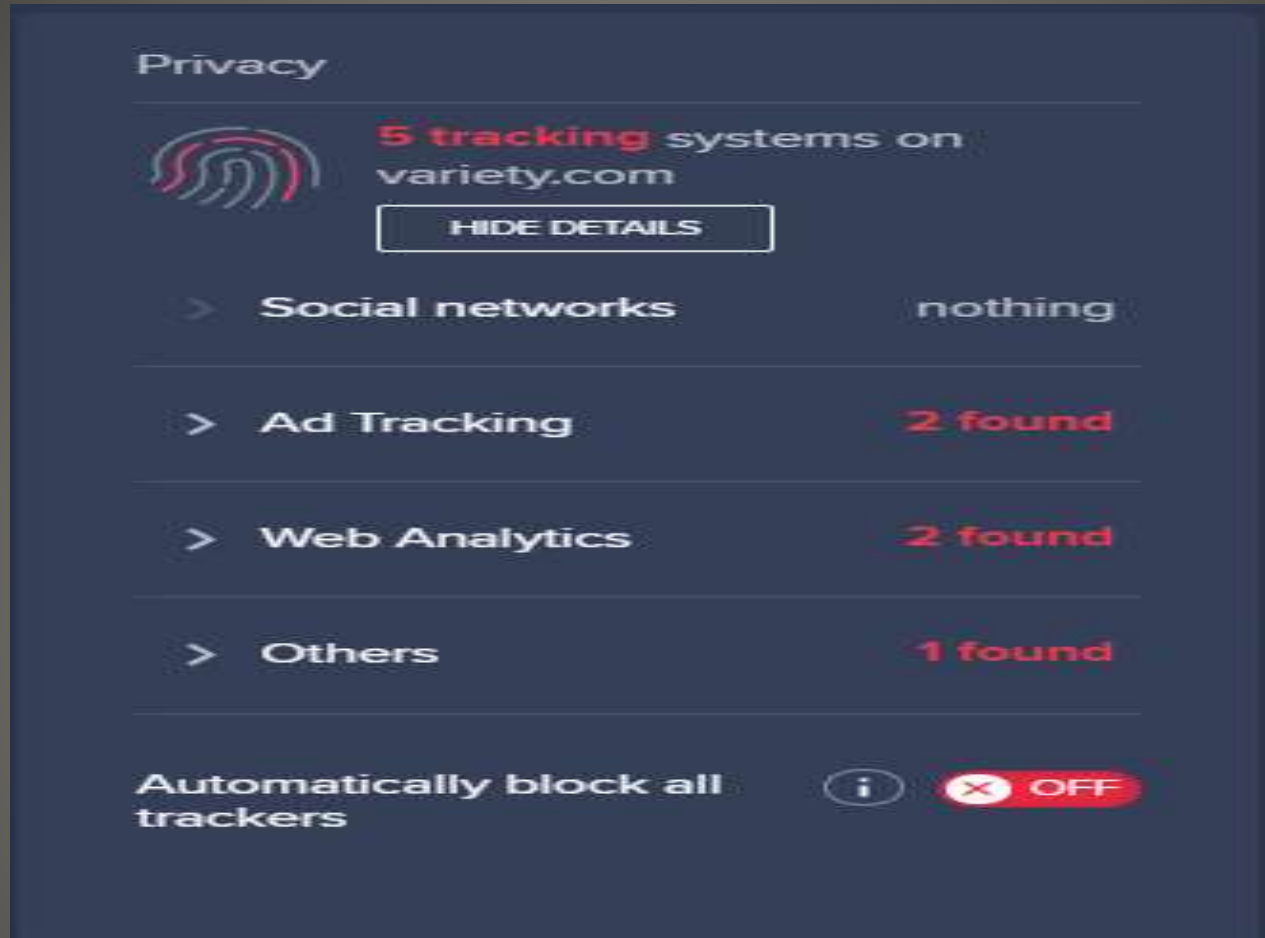 Privacy
5 tracking systems on
variety.com
HIDE DETAILS
Social networks nothing
Ad Tracking 2 found
Web Analytics 2 found
Others 1 found
Automatically block all
trackers
i
OFF